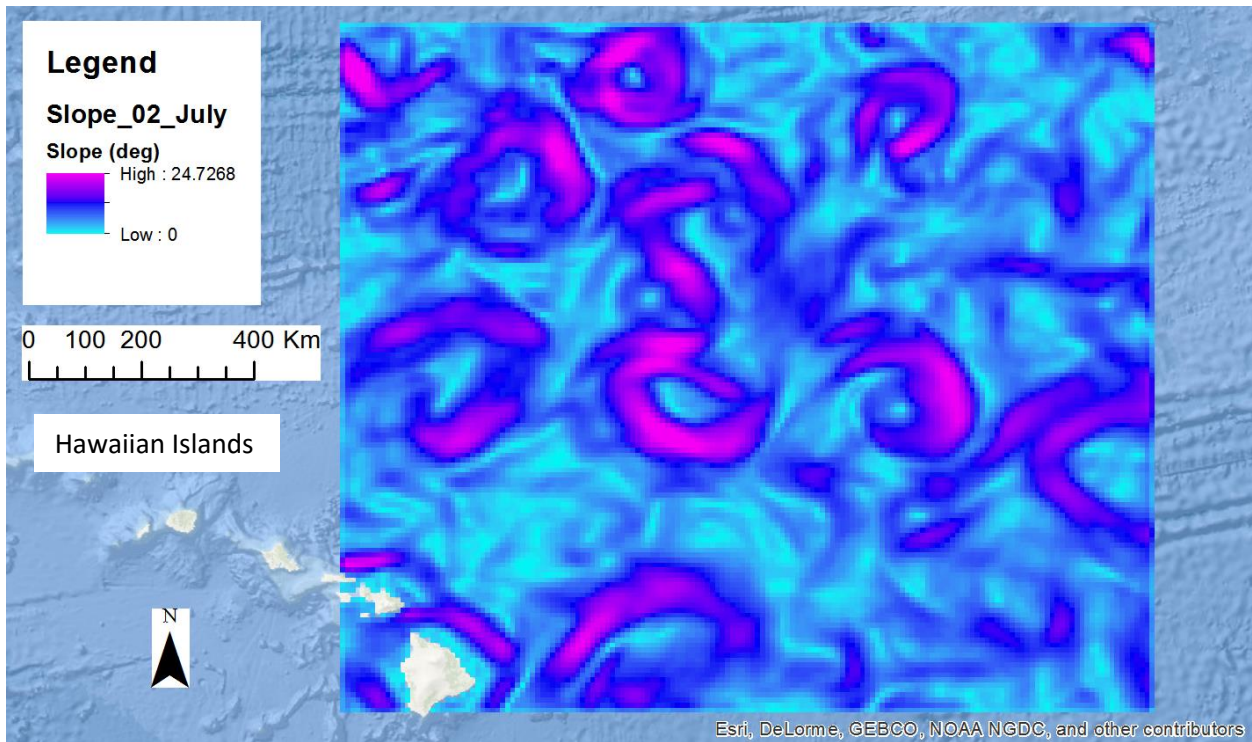 Legend
Slope_02_July
Slope (deg)
High : 24.7268
Low : 0
0 100 200 400 Km
Hawaiian Islands
N
Esri, DeLorme, GEBCO, NOAA NGDC, and other contributors